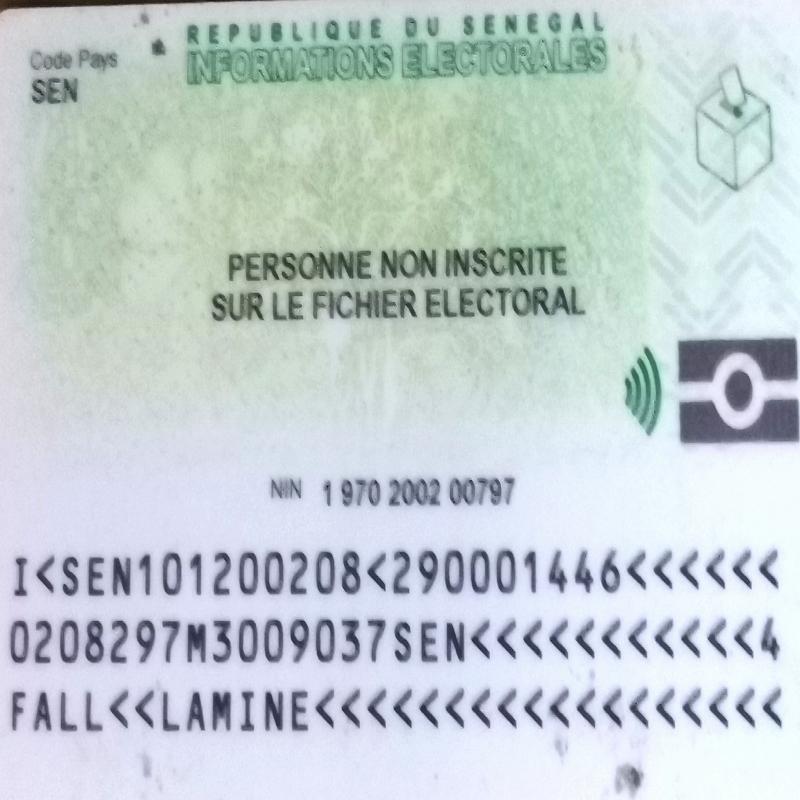 REPUBLIQUE DU SENEGAL
Code Pays
INFORMATIONS ELECTORALES
SEN
PERSONNE NON INSCRITE
SUR LE FICHIER ELECTORAL
NIN 1 970 2002 00797
I<SEN101200208<290001446<<<<<<
0208297M3009037SEN<<<<<<<<<<<4
FALL<<LAMINE<<<<<<<<<<<<<<<<<<